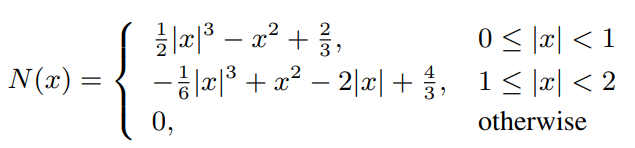 ½|x|³ − x² + ⅔, 0 ≤ |x| < 1
N(x) = { −⅙|x|³ + x² − 2|x| + 4/3, 1 ≤ |x| < 2
0, otherwise